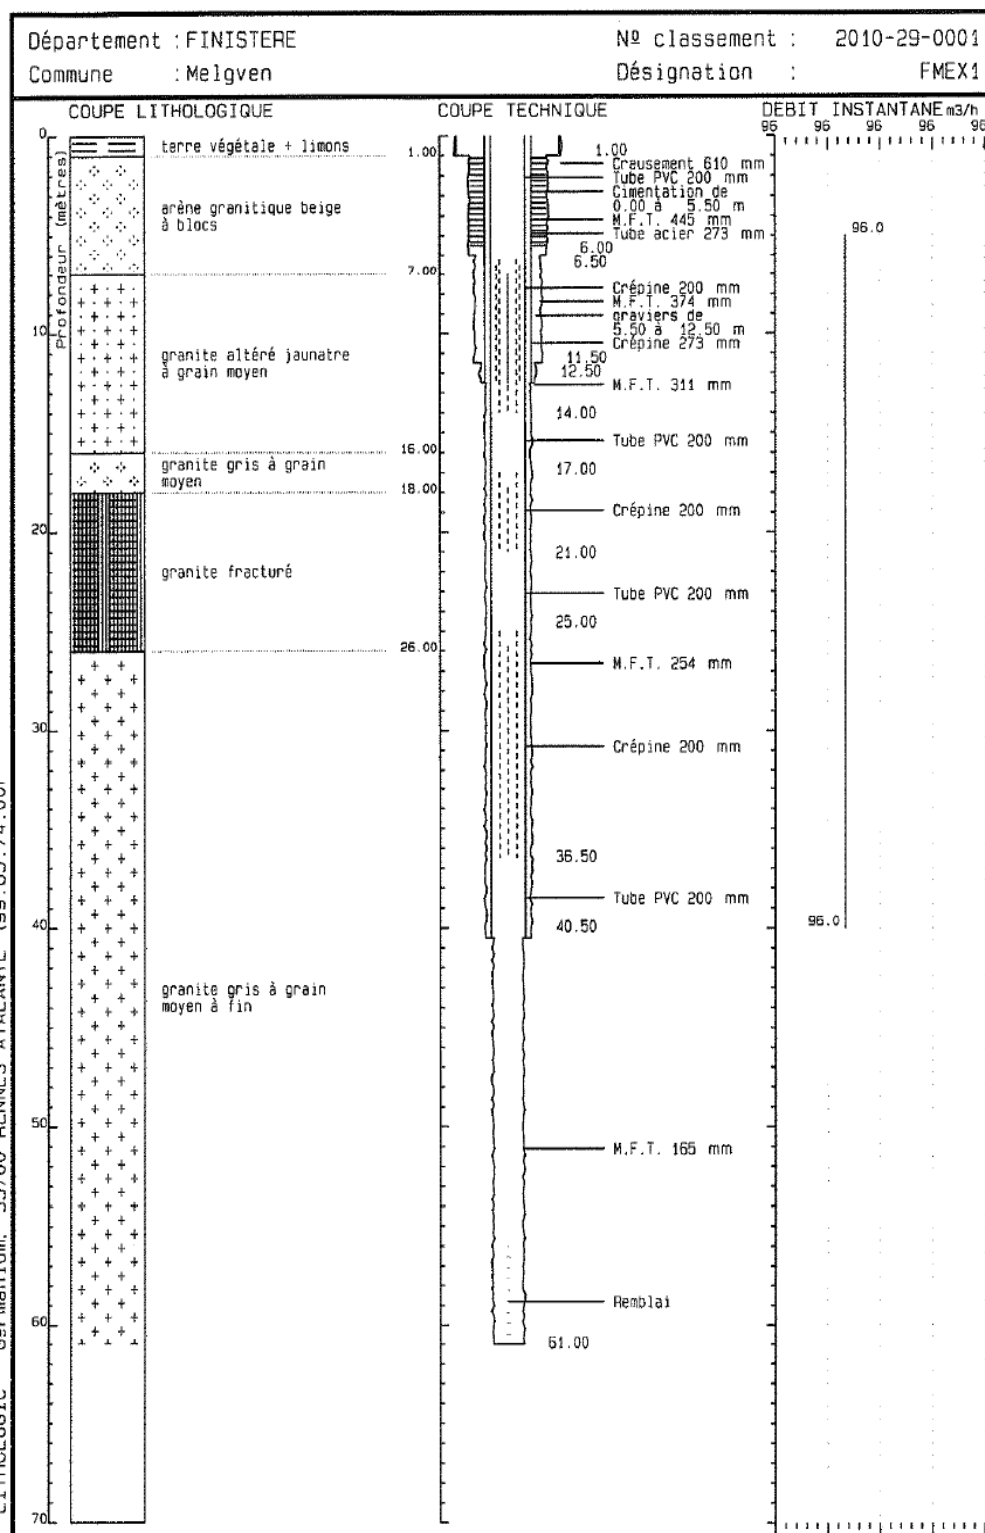 Département : FINISTERE
Nº classement : 2010-29-0001
Commune : Melgven
Désignation : FMEX1
COUPE LITHOLOGIQUE
COUPE TECHNIQUE
DEBIT INSTANTANE m3/h
96 96 96 96 96
Profondeur (mètres)
0
10
20
30
40
50
60
70
terre végétale + limons
1.00
arène granitique beige
à blocs
7.00
granite altéré jaunatre
à grain moyen
16.00
granite gris à grain
moyen
18.00
granite fracturé
26.00
granite gris à grain
moyen à fin
1.00
Creusement 610 mm
Tube PVC 200 mm
Cimentation de
0.00 à 5.50 m
M.F.T. 445 mm
Tube acier 273 mm
6.00
6.50
Crépine 200 mm
M.F.T. 374 mm
graviers de
5.50 à 12.50 m
Crépine 273 mm
11.50
12.50
M.F.T. 311 mm
14.00
Tube PVC 200 mm
17.00
Crépine 200 mm
21.00
Tube PVC 200 mm
25.00
M.F.T. 254 mm
Crépine 200 mm
36.50
Tube PVC 200 mm
40.50
M.F.T. 165 mm
Remblai
61.00
96.0
96.0